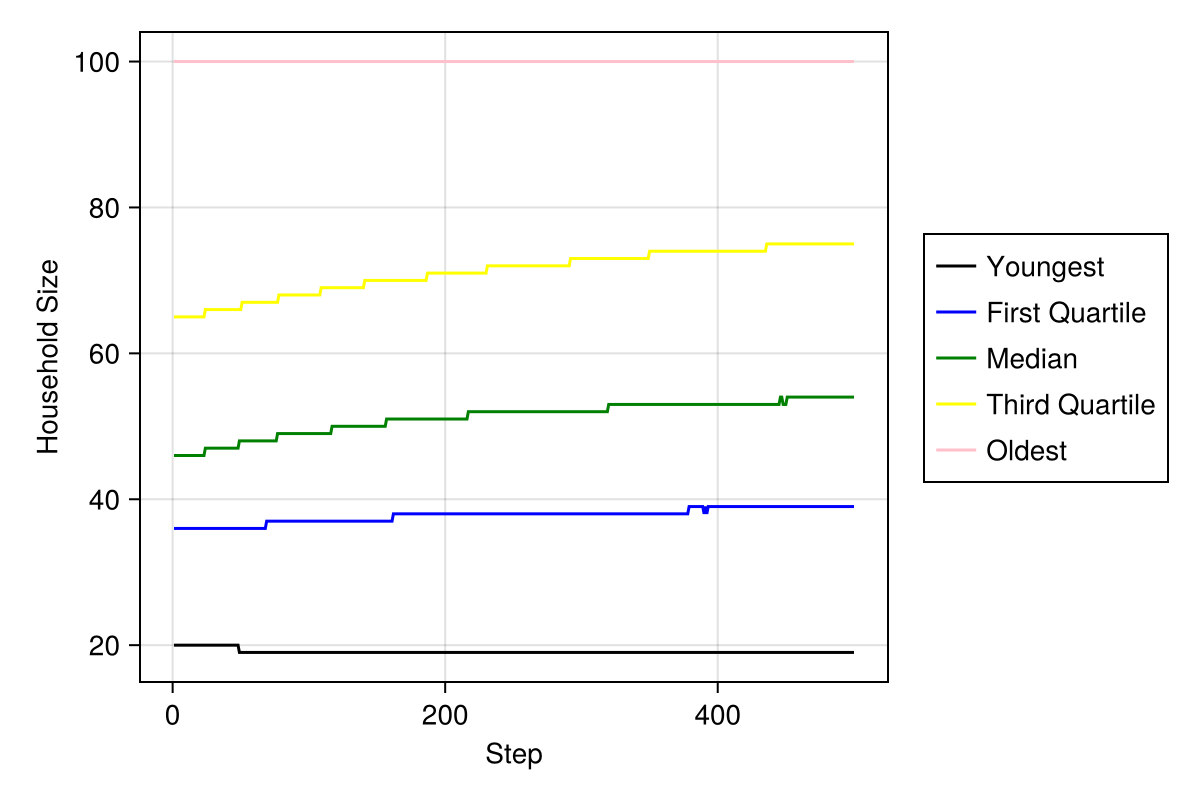 100
80
60
40
20
Household Size
0 200 400
Step
Youngest
First Quartile
Median
Third Quartile
Oldest